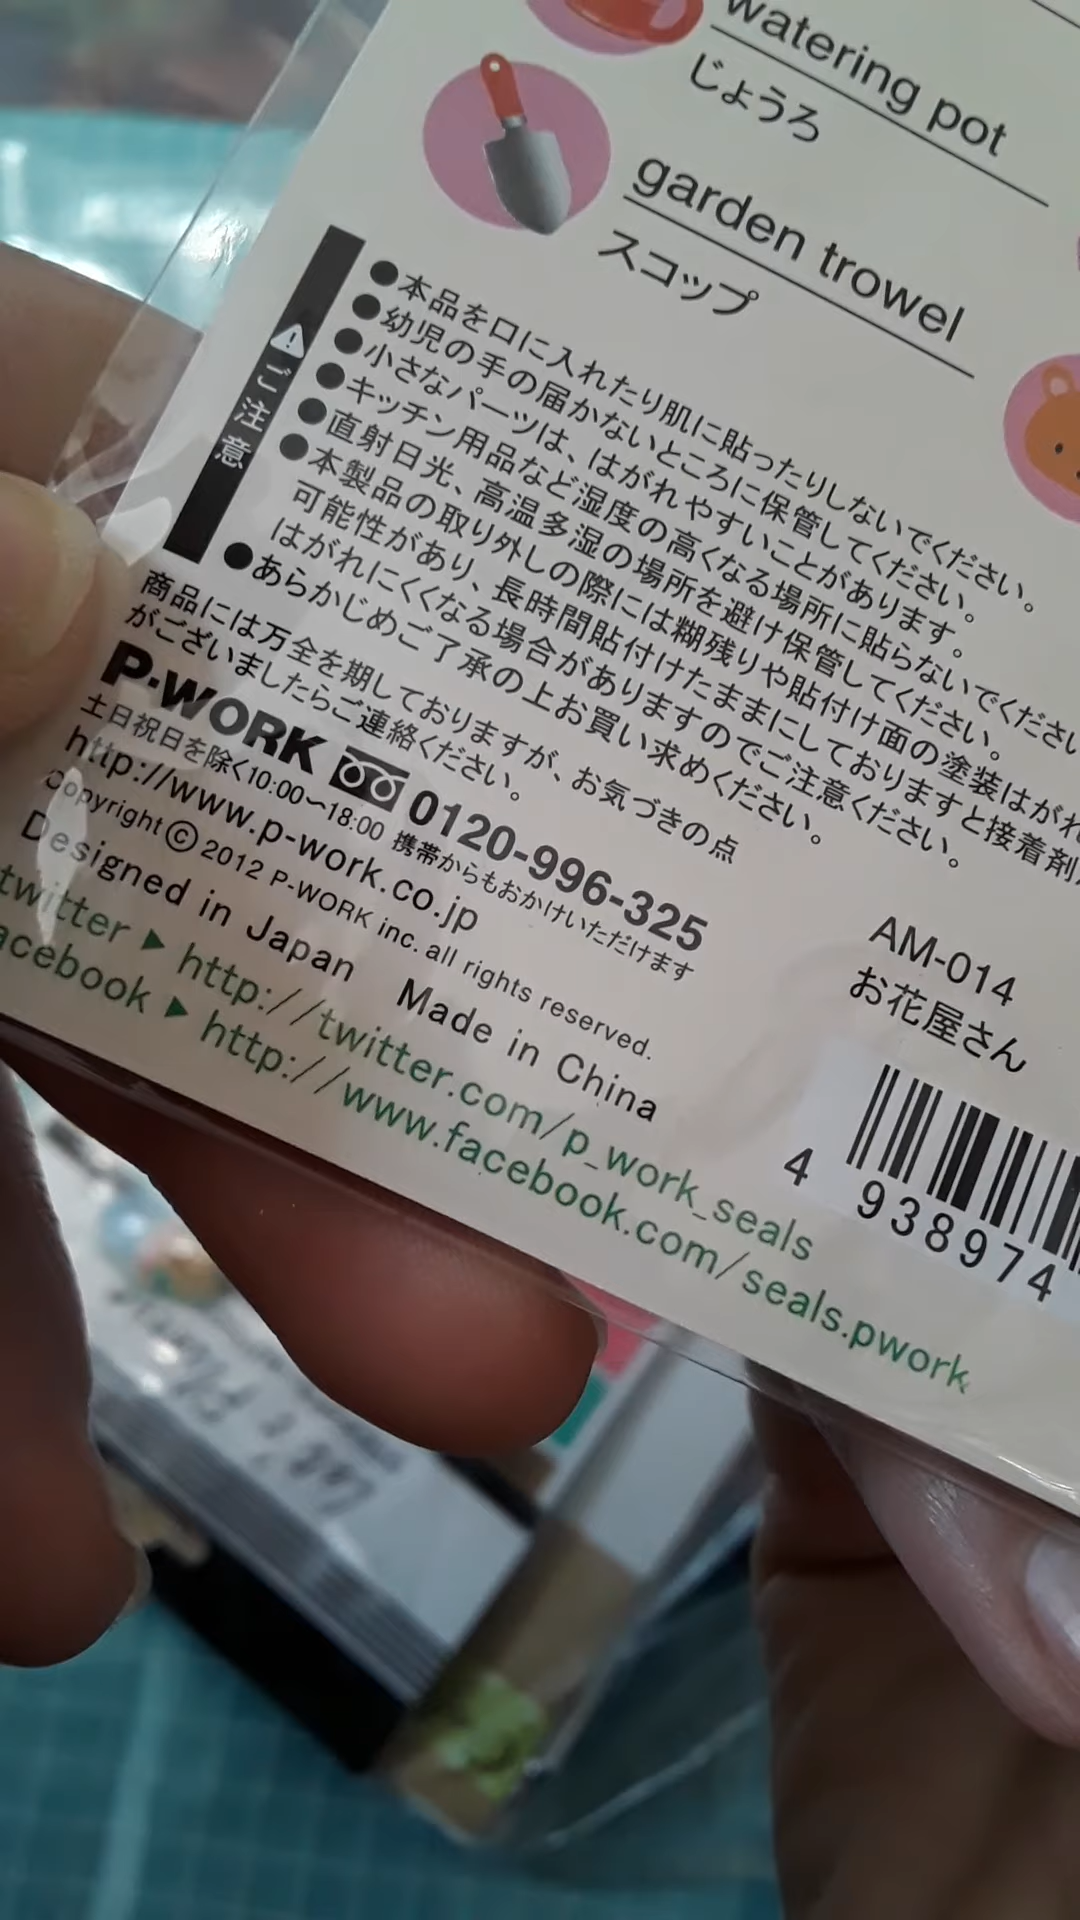 watering pot
じょうろ
garden trowel
スコップ
ご注意
●本品を口に入れたり肌に貼ったりしないでください。
●幼児の手の届かないところに保管してください。
●小さなパーツは、はがれやすいことがあります。
●キッチン用品など湿度の高くなる場所に貼らないでください
●直射日光、高温多湿の場所を避け保管してください。
●本製品の取り外しの際には糊残りや貼付け面の塗装はがれ
可能性があり、長時間貼付けたままにしておりますと接着剤
はがれにくくなる場合がありますのでご注意ください。
●あらかじめご了承の上お買い求めください。
商品には万全を期しておりますが、お気づきの点
がございましたらご連絡ください。
P-WORK 0120-996-325
土日祝日を除く10:00〜18:00 携帯からもおかけいただけます
http://www.p-work.co.jp
Copyright © 2012 P-WORK inc. all rights reserved.
Designed in Japan Made in China
twitter ▶ http://twitter.com/p_work_seals
acebook ▶ http://www.facebook.com/seals.pwork
AM-014
お花屋さん
4 938974